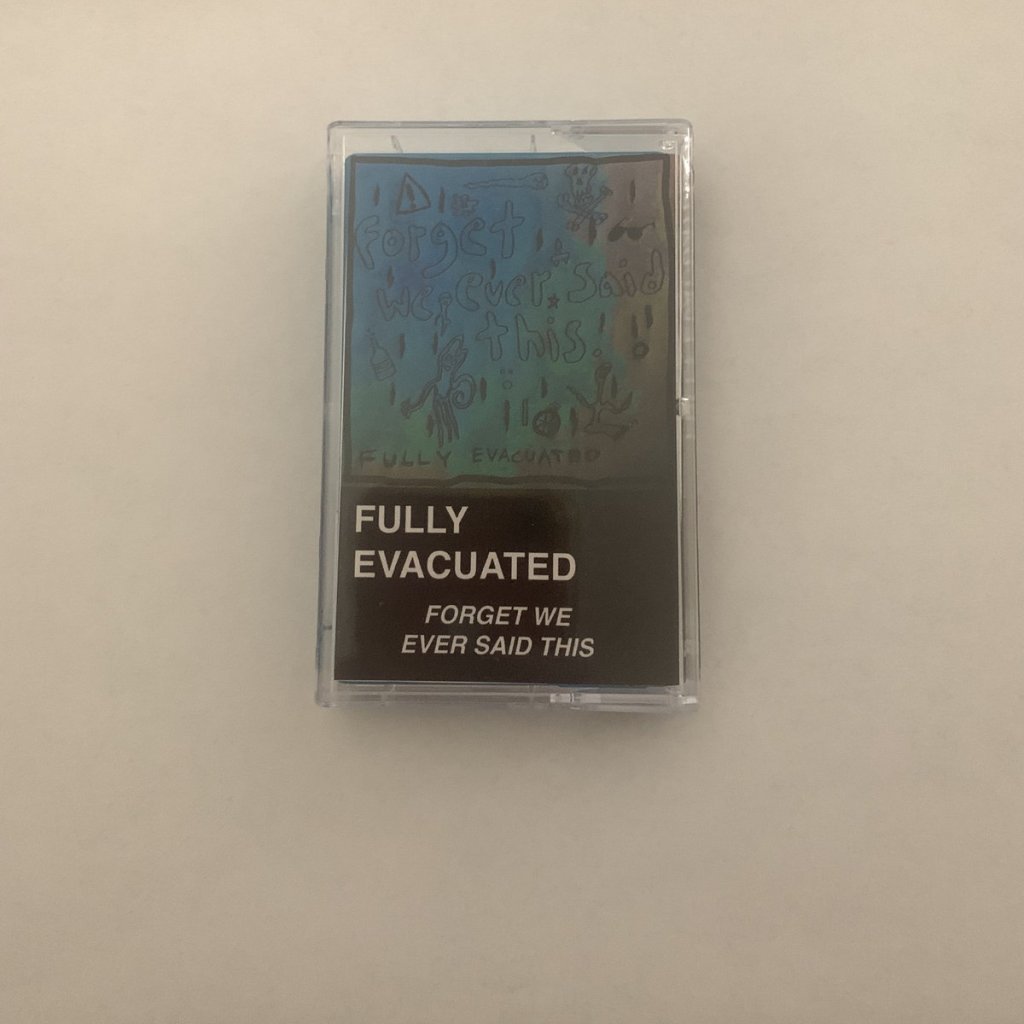 Forget
we ever said
this.
FULLY EVACUATED
FULLY
EVACUATED
FORGET WE
EVER SAID THIS